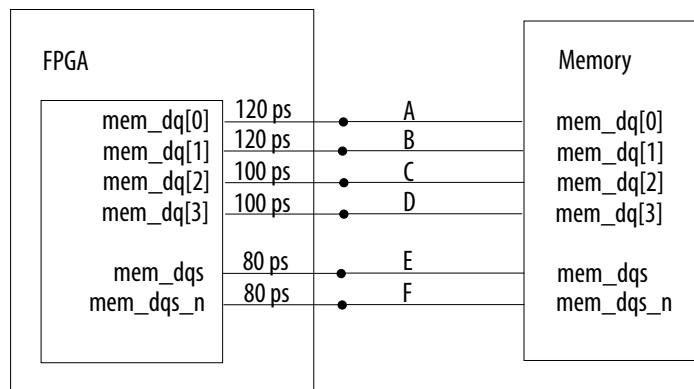 FPGA
Memory
mem_dq[0] 120 ps A mem_dq[0]
mem_dq[1] 120 ps B mem_dq[1]
mem_dq[2] 100 ps C mem_dq[2]
mem_dq[3] 100 ps D mem_dq[3]
mem_dqs 80 ps E mem_dqs
mem_dqs_n 80 ps F mem_dqs_n